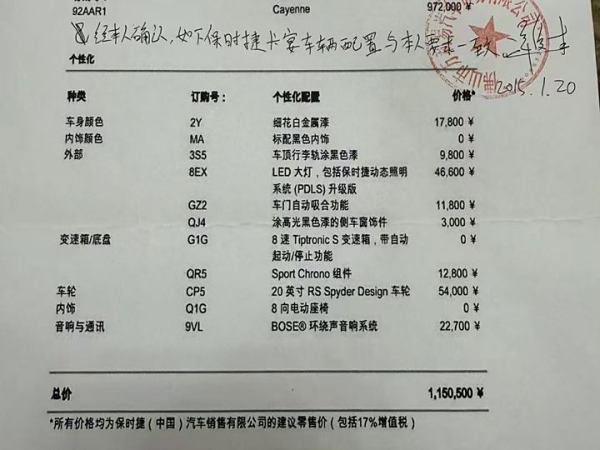 92AAR1 Cayenne 972,000 ¥
经本人确认,如下保时捷卡宴车辆配置与本人要求一致
2015.1.20
个性化
种类 订购号: 个性化配置 价格*
车身颜色 2Y 细花白金属漆 17,800 ¥
内饰颜色 MA 标配黑色内饰 0 ¥
外部 3S5 车顶行李轨涂黑色漆 9,800 ¥
8EX LED 大灯,包括保时捷动态照明 46,600 ¥
系统 (PDLS) 升级版
GZ2 车门自动吸合功能 11,800 ¥
QJ4 涂高光黑色漆的侧车窗饰件 3,000 ¥
变速箱/底盘 G1G 8 速 Tiptronic S 变速箱,带自动 0 ¥
起动/停止功能
QR5 Sport Chrono 组件 12,800 ¥
车轮 CP5 20 英寸 RS Spyder Design 车轮 54,000 ¥
内饰 Q1G 8 向电动座椅 0 ¥
音响与通讯 9VL BOSE® 环绕声音响系统 22,700 ¥
总价 1,150,500 ¥
*所有价格均为保时捷(中国)汽车销售有限公司的建议零售价(包括17%增值税)